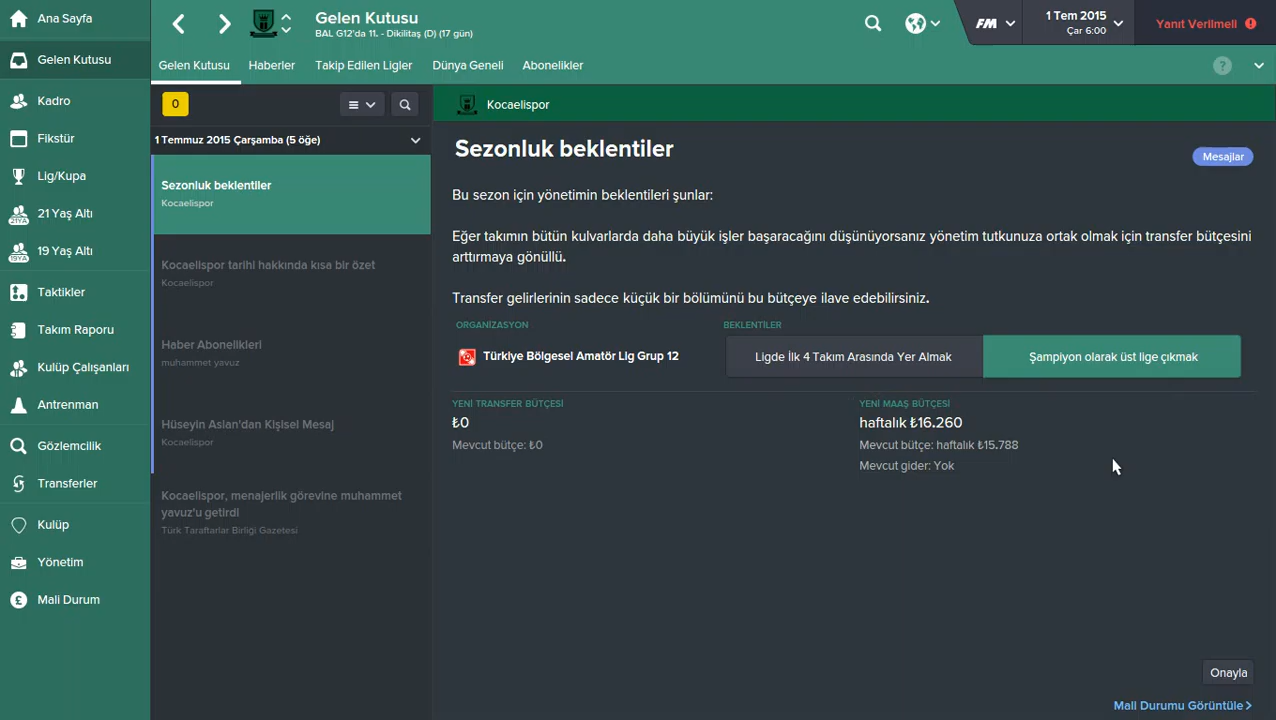 Ana Sayfa
Gelen Kutusu
Kadro
Fikstür
Lig/Kupa
21 Yaş Altı
21YA
19 Yaş Altı
19YA
Taktikler
Takım Raporu
Kulüp Çalışanları
Antrenman
Gözlemcilik
Transferler
Kulüp
Yönetim
Mali Durum
Gelen Kutusu
BAL G12'da 11. - Dikilitaş (D) (17 gün)
FM
1 Tem 2015
Çar 6:00
Yanıt Verilmeli
Gelen Kutusu
Haberler
Takip Edilen Ligler
Dünya Geneli
Abonelikler
?
0
1 Temmuz 2015 Çarşamba (5 öğe)
Sezonluk beklentiler
Kocaelispor
Kocaelispor tarihi hakkında kısa bir özet
Kocaelispor
Haber Abonelikleri
muhammet yavuz
Hüseyin Aslan'dan Kişisel Mesaj
Kocaelispor
Kocaelispor, menajerlik görevine muhammet
yavuz'u getirdi
Türk Taraftarlar Birliği Gazetesi
Kocaelispor
Sezonluk beklentiler
Mesajlar
Bu sezon için yönetimin beklentileri şunlar:
Eğer takımın bütün kulvarlarda daha büyük işler başaracağını düşünüyorsanız yönetim tutkunuza ortak olmak için transfer bütçesini
arttırmaya gönüllü.
Transfer gelirlerinin sadece küçük bir bölümünü bu bütçeye ilave edebilirsiniz.
ORGANİZASYON
BEKLENTİLER
Türkiye Bölgesel Amatör Lig Grup 12
Ligde İlk 4 Takım Arasında Yer Almak
Şampiyon olarak üst lige çıkmak
YENİ TRANSFER BÜTÇESİ
₺0
Mevcut bütçe: ₺0
YENİ MAAŞ BÜTÇESİ
haftalık ₺16.260
Mevcut bütçe: haftalık ₺15.788
Mevcut gider: Yok
Onayla
Mali Durumu Görüntüle >